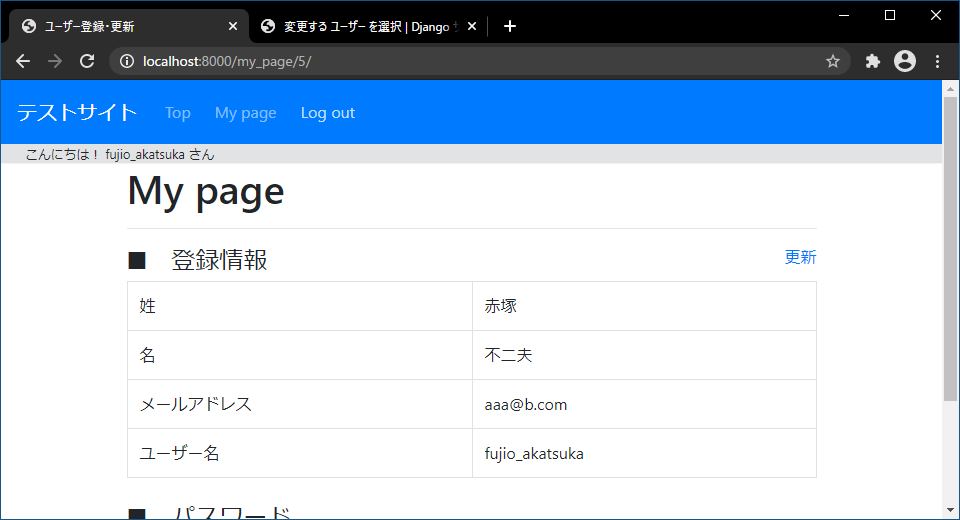 ユーザー登録・更新
変更する ユーザー を選択 | Django サ
localhost:8000/my_page/5/
テストサイト Top My page Log out
こんにちは！ fujio_akatsuka さん
My page
■ 登録情報 更新
姓 赤塚
名 不二夫
メールアドレス aaa@b.com
ユーザー名 fujio_akatsuka
■ パスワード